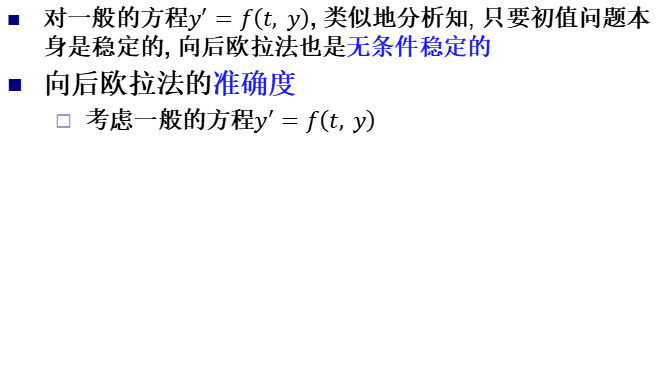 ■ 对一般的方程y′ = f(t, y), 类似地分析知, 只要初值问题本
身是稳定的, 向后欧拉法也是无条件稳定的
■ 向后欧拉法的准确度
□ 考虑一般的方程y′ = f(t, y)